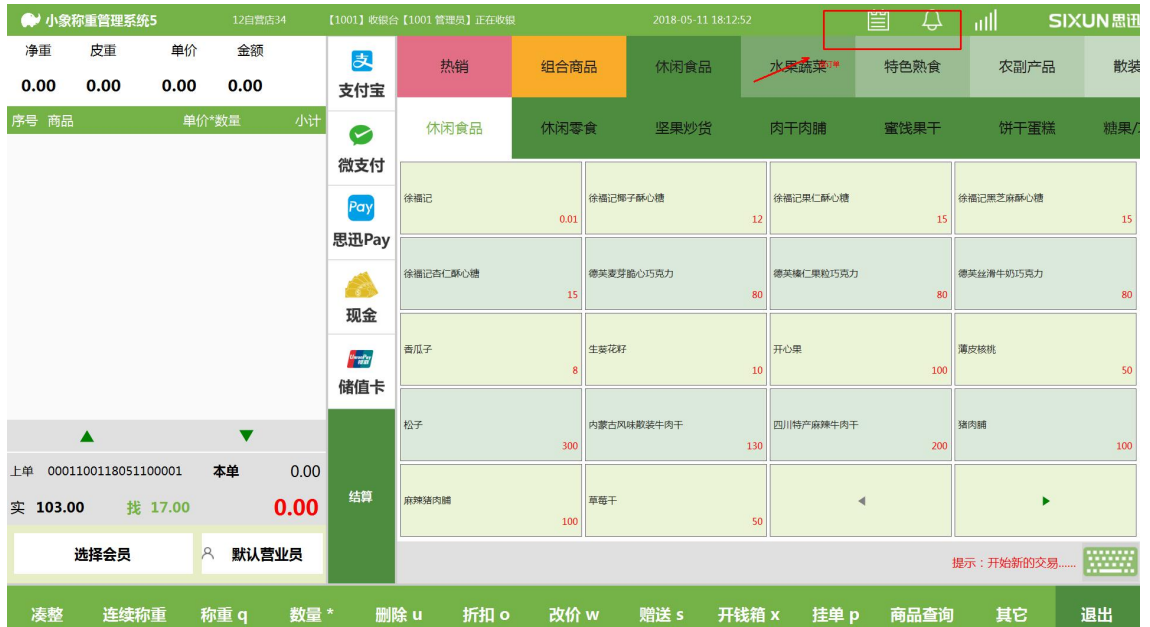 小象称重管理系统5 12自营店34 【1001】收银台【1001 管理员】正在收银 2018-05-11 18:12:52 SIXUN思迅
净重 皮重 单价 金额
0.00 0.00 0.00 0.00
序号 商品 单价*数量 小计
上单 0001100118051100001 本单 0.00
实 103.00 找 17.00 0.00
选择会员 默认营业员
支付宝
微支付
Pay
思迅Pay
现金
UnionPay
银联
储值卡
结算
热销 组合商品 休闲食品 水果蔬菜 订单 特色熟食 农副产品 散装
休闲食品 休闲零食 坚果炒货 肉干肉脯 蜜饯果干 饼干蛋糕 糖果/
徐福记 0.01 徐福记椰子酥心糖 12 徐福记果仁酥心糖 15 徐福记黑芝麻酥心糖 15
徐福记杏仁酥心糖 15 德芙麦芽脆心巧克力 80 德芙榛仁果粒巧克力 80 德芙丝滑牛奶巧克力 80
香瓜子 8 生葵花籽 10 开心果 100 薄皮核桃 50
松子 300 内蒙古风味散装牛肉干 130 四川特产麻辣牛肉干 200 猪肉脯 100
麻辣猪肉脯 100 草莓干 50
提示：开始新的交易......
凑整 连续称重 称重 q 数量 * 删除 u 折扣 o 改价 w 赠送 s 开钱箱 x 挂单 p 商品查询 其它 退出